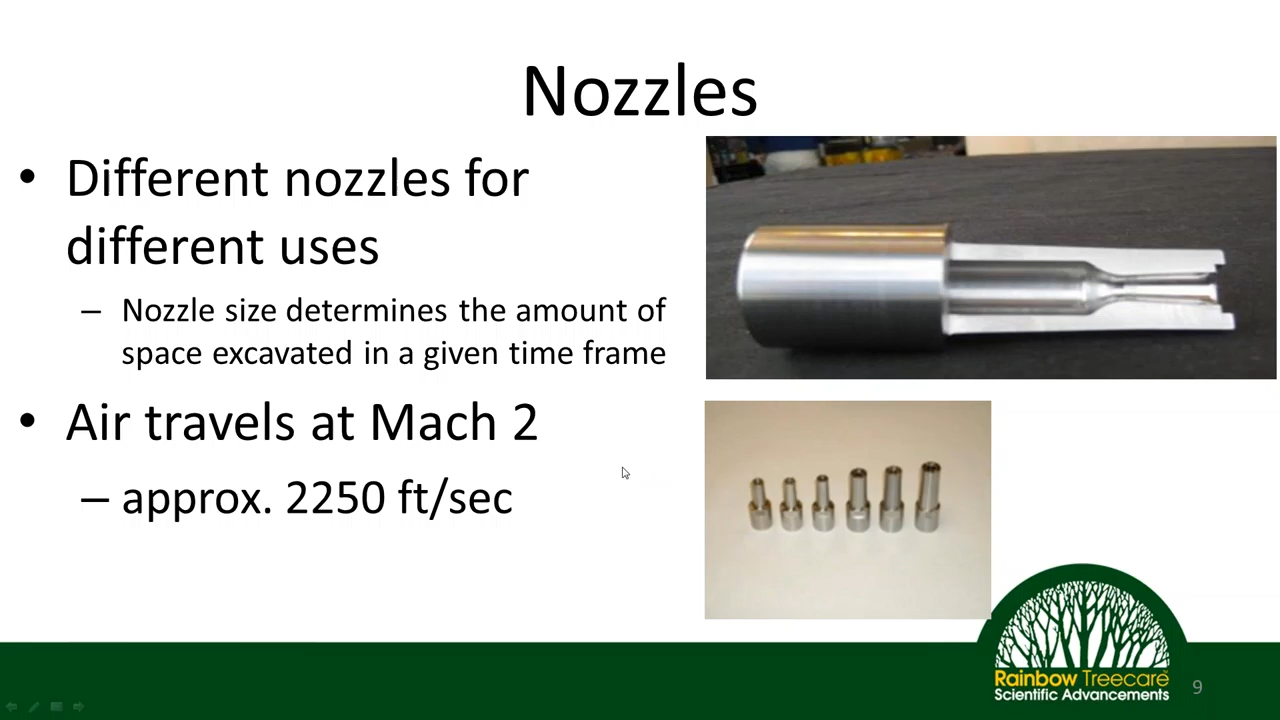 Nozzles
• Different nozzles for
different uses
– Nozzle size determines the amount of
space excavated in a given time frame
• Air travels at Mach 2
– approx. 2250 ft/sec
Rainbow Treecare
Scientific Advancements
9